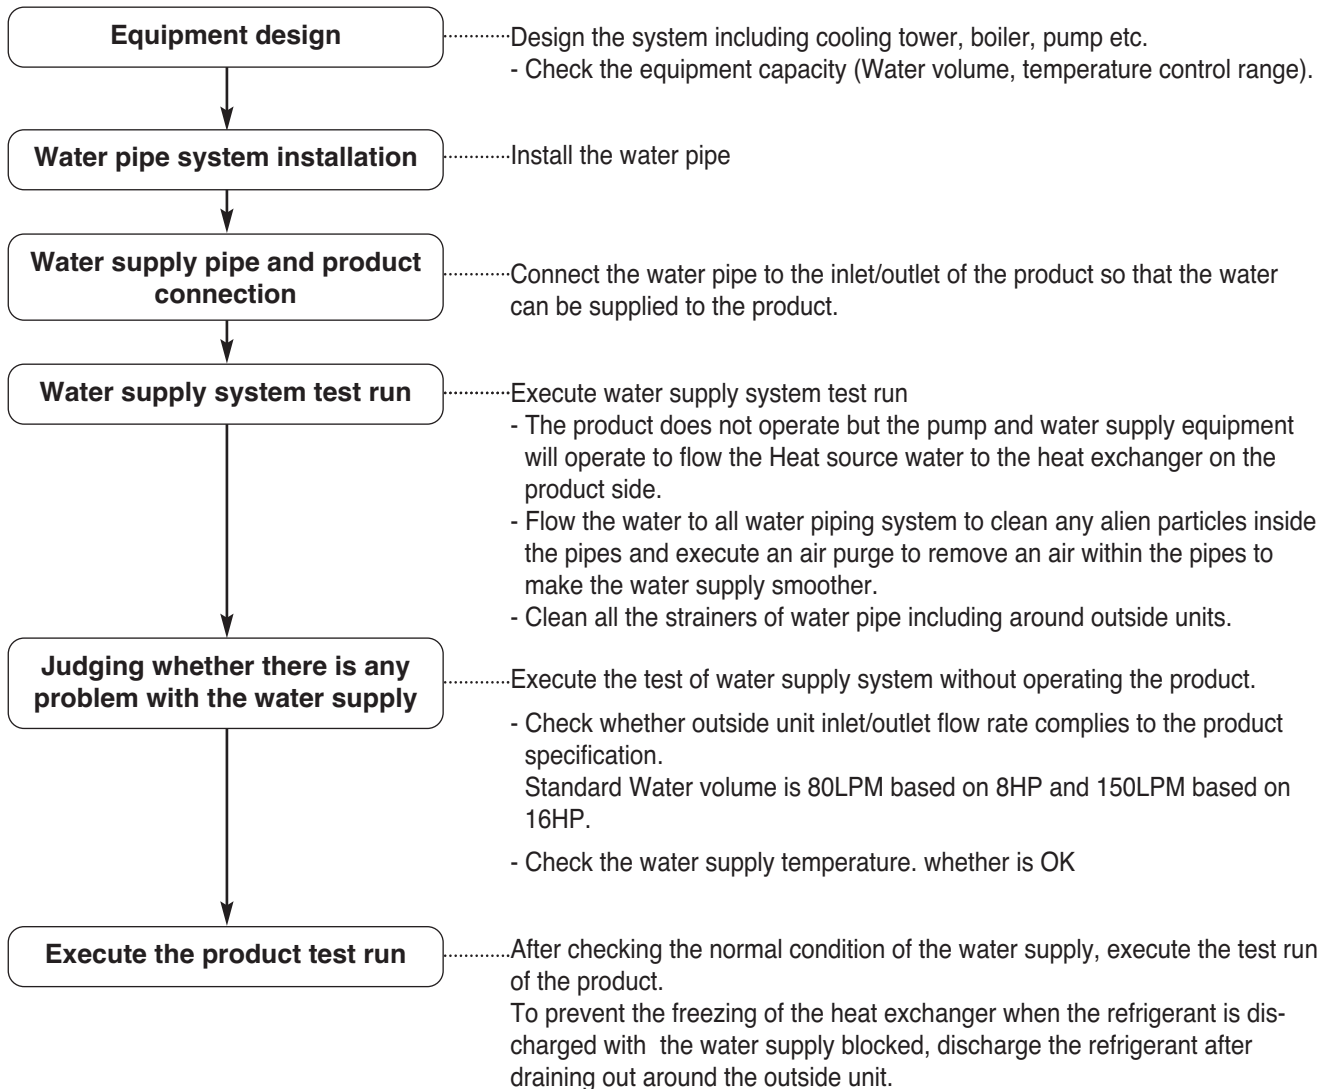 Equipment design
Design the system including cooling tower, boiler, pump etc.
- Check the equipment capacity (Water volume, temperature control range).
Water pipe system installation
Install the water pipe
Water supply pipe and product
connection
Connect the water pipe to the inlet/outlet of the product so that the water
can be supplied to the product.
Water supply system test run
Execute water supply system test run
- The product does not operate but the pump and water supply equipment
will operate to flow the Heat source water to the heat exchanger on the
product side.
- Flow the water to all water piping system to clean any alien particles inside
the pipes and execute an air purge to remove an air within the pipes to
make the water supply smoother.
- Clean all the strainers of water pipe including around outside units.
Judging whether there is any
problem with the water supply
Execute the test of water supply system without operating the product.
- Check whether outside unit inlet/outlet flow rate complies to the product
specification.
Standard Water volume is 80LPM based on 8HP and 150LPM based on
16HP.
- Check the water supply temperature. whether is OK
Execute the product test run
After checking the normal condition of the water supply, execute the test run
of the product.
To prevent the freezing of the heat exchanger when the refrigerant is dis-
charged with  the water supply blocked, discharge the refrigerant after
draining out around the outside unit.